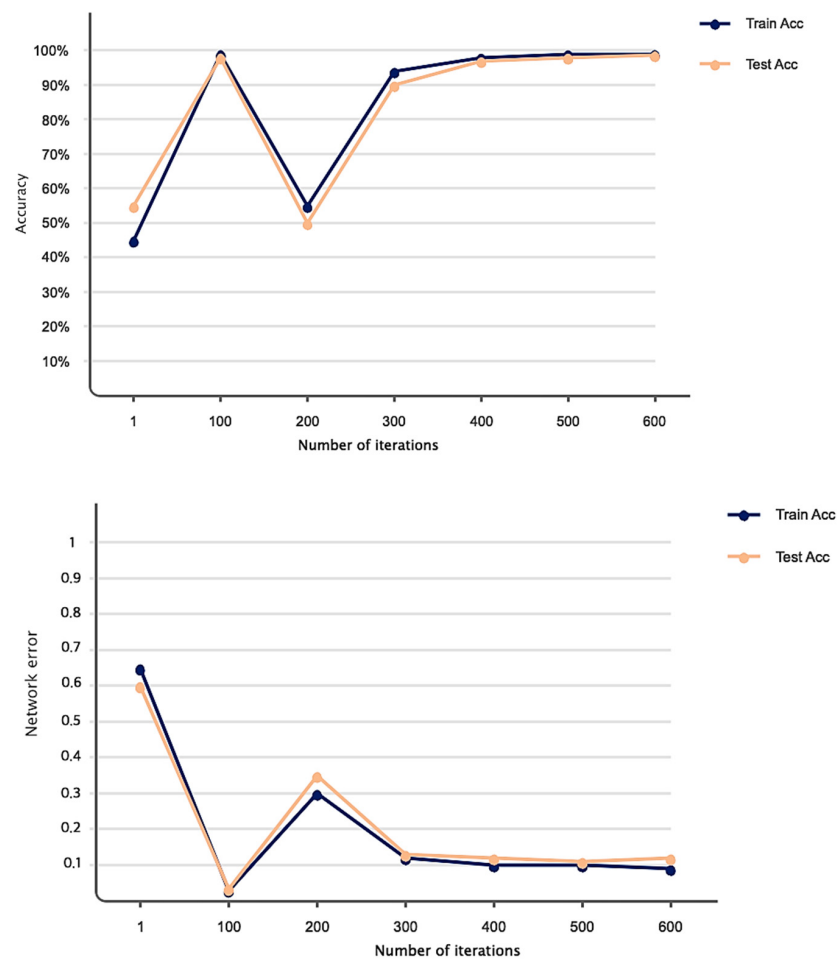 Train Acc
Test Acc
100%
90%
80%
70%
60%
50%
40%
30%
20%
10%
Accuracy
1 100 200 300 400 500 600
Number of iterations
Train Acc
Test Acc
1
0.9
0.8
0.7
0.6
0.5
0.4
0.3
0.2
0.1
Network error
1 100 200 300 400 500 600
Number of iterations